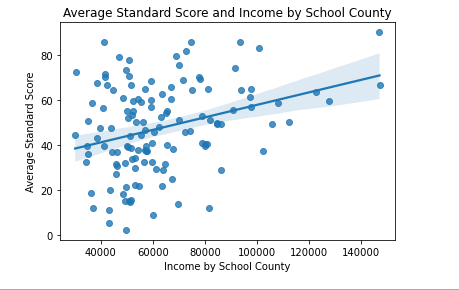 Average Standard Score and Income by School County
Average Standard Score
80
60
40
20
0
40000 60000 80000 100000 120000 140000
Income by School County